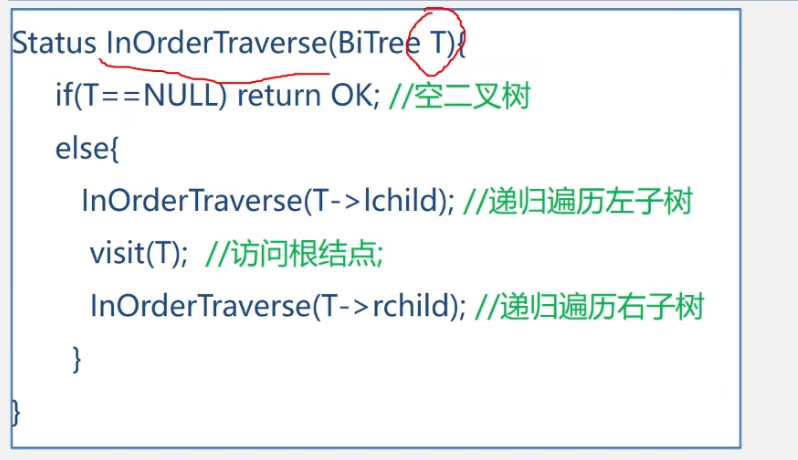 Status InOrderTraverse(BiTree T){
if(T==NULL) return OK; //空二叉树
else{
InOrderTraverse(T->lchild); //递归遍历左子树
visit(T); //访问根结点;
InOrderTraverse(T->rchild); //递归遍历右子树
}
}